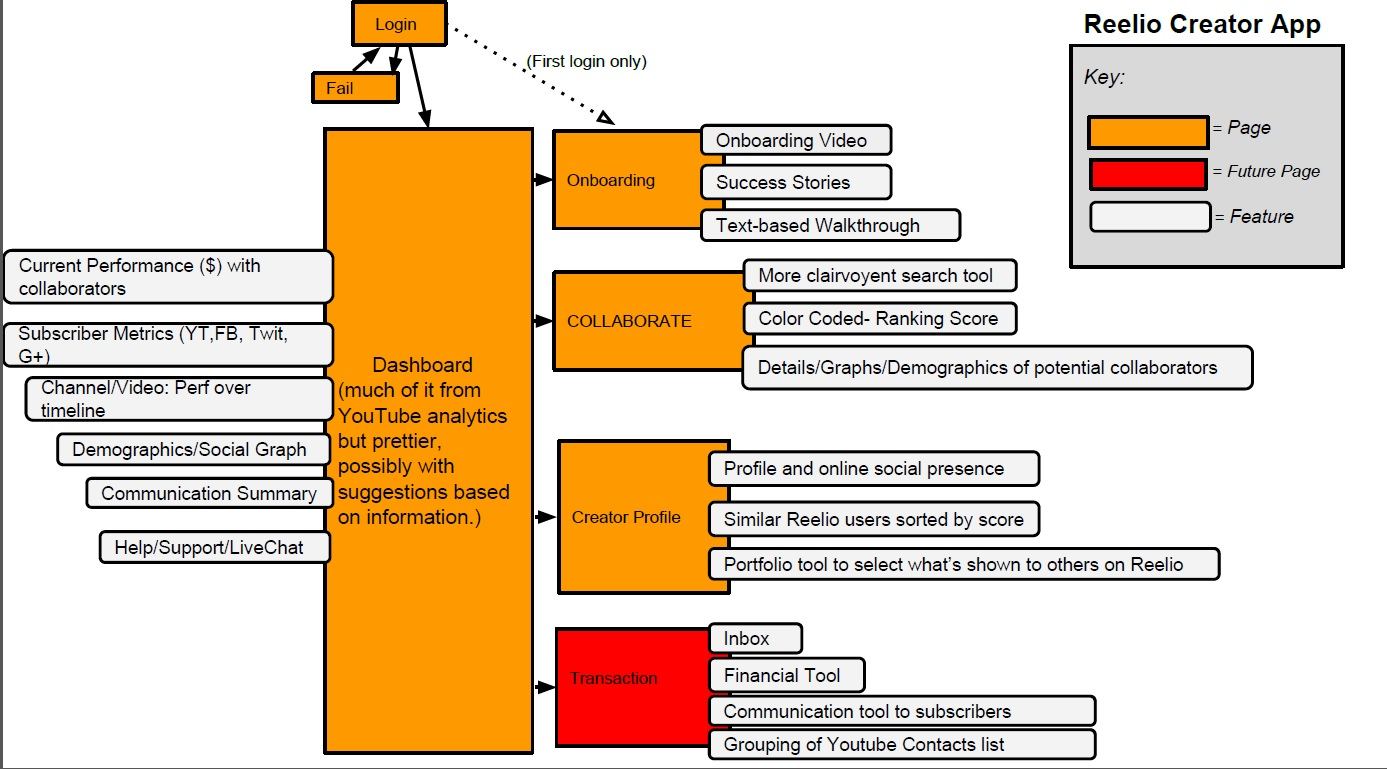 Login
(First login only)
Fail
Reelio Creator App
Key:
= Page
= Future Page
= Feature
Onboarding
Onboarding Video
Success Stories
Text-based Walkthrough
Current Performance ($) with
collaborators
Subscriber Metrics (YT,FB, Twit,
G+)
Channel/Video: Perf over
timeline
Demographics/Social Graph
Communication Summary
Help/Support/LiveChat
Dashboard
(much of it from
YouTube analytics
but prettier,
possibly with
suggestions based
on information.)
COLLABORATE
More clairvoyent search tool
Color Coded- Ranking Score
Details/Graphs/Demographics of potential collaborators
Creator Profile
Profile and online social presence
Similar Reelio users sorted by score
Portfolio tool to select what's shown to others on Reelio
Transaction
Inbox
Financial Tool
Communication tool to subscribers
Grouping of Youtube Contacts list